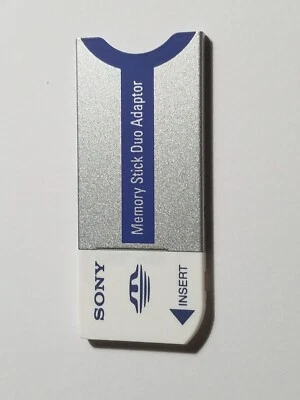 Memory Stick Duo Adaptor
SONY
INSERT